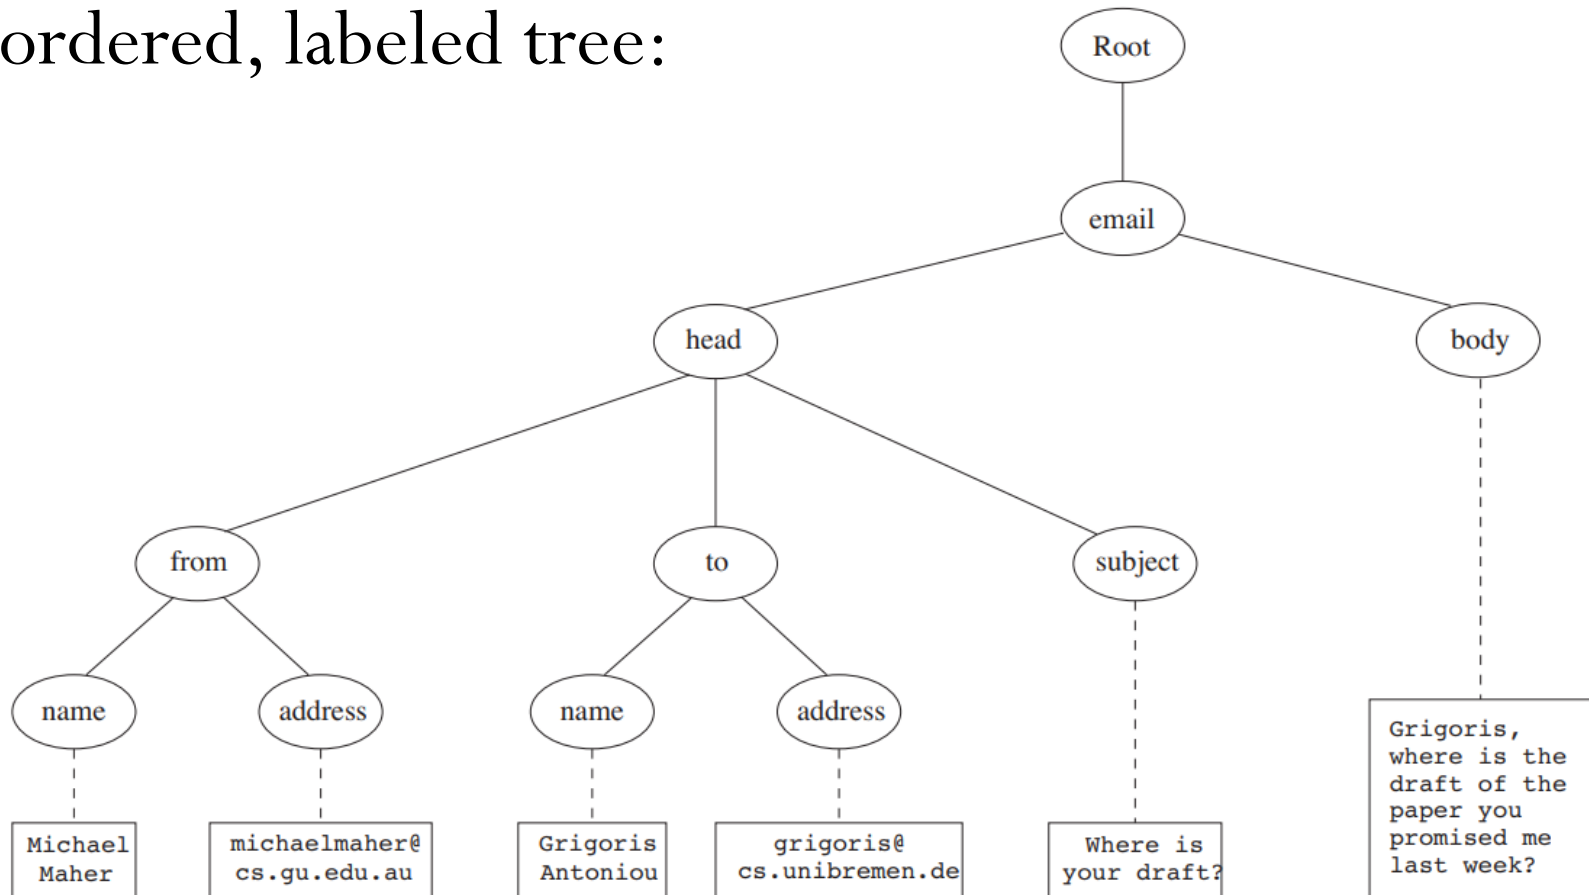 ordered, labeled tree:
Root
email
head
body
from
to
subject
name
address
name
address
Michael
Maher
michaelmaher@
cs.gu.edu.au
Grigoris
Antoniou
grigoris@
cs.unibremen.de
Where is
your draft?
Grigoris,
where is the
draft of the
paper you
promised me
last week?